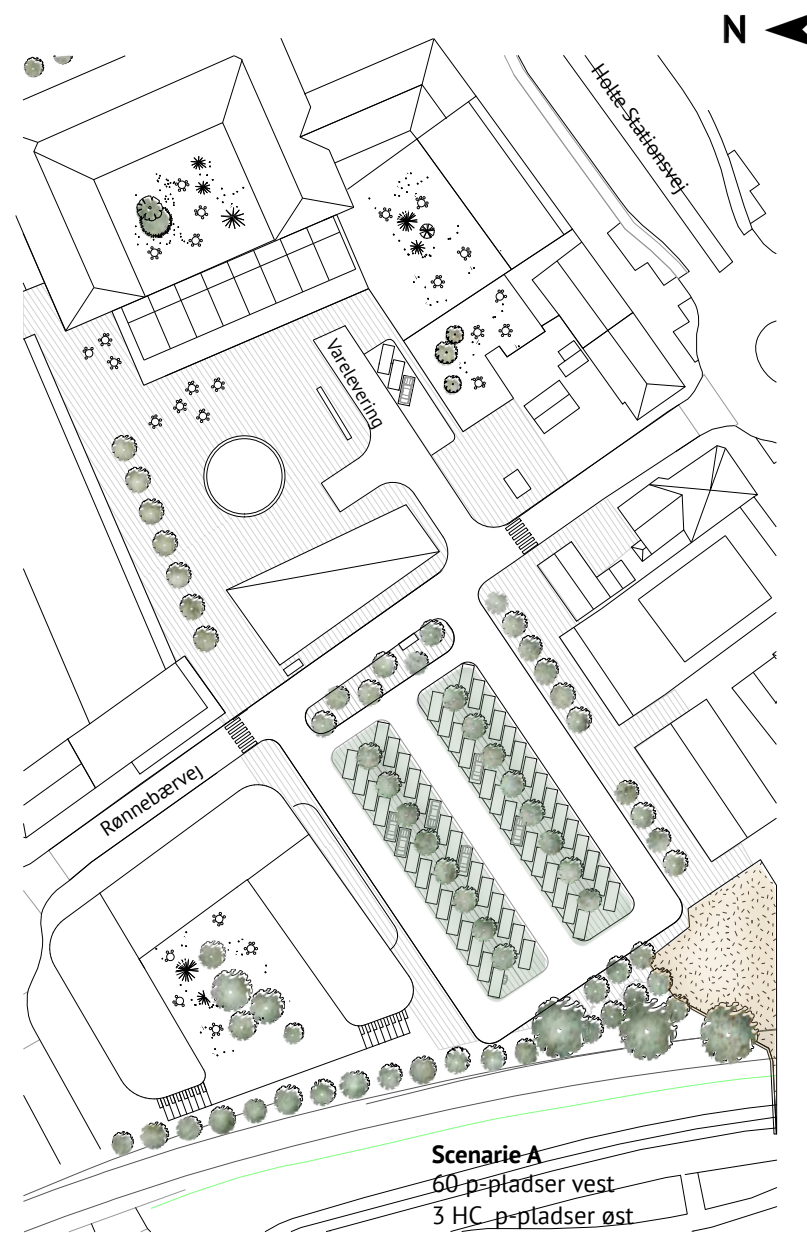 N
Holte Stationsvej
Varelevering
Rønnebærvej
Scenarie A
60 p-pladser vest
3 HC p-pladser øst